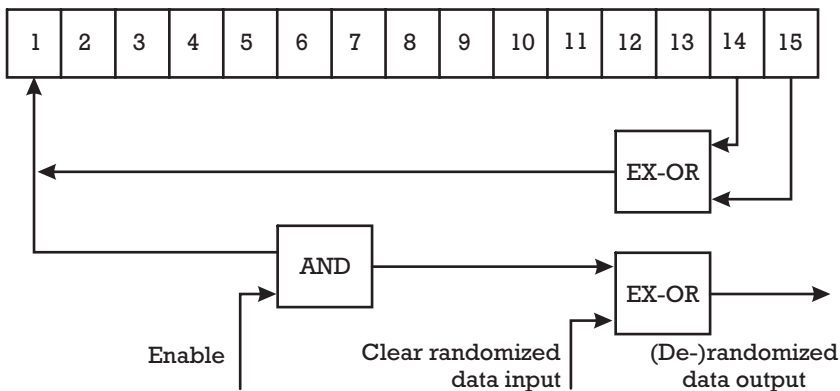 1 2 3 4 5 6 7 8 9 10 11 12 13 14 15
EX-OR
AND
EX-OR
Enable
Clear randomized
data input
(De-)randomized
data output